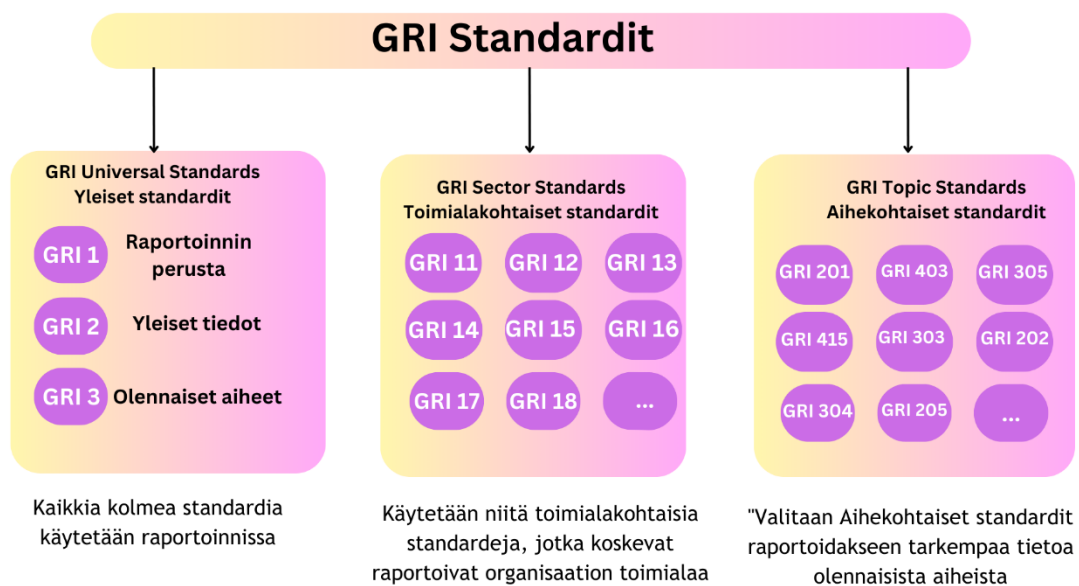 GRI Standardit
GRI Universal Standards
Yleiset standardit
GRI 1
Raportoinnin
perusta
GRI 2
Yleiset tiedot
GRI 3
Olennaiset aiheet
Kaikkia kolmea standardia
käytetään raportoinnissa
GRI Sector Standards
Toimialakohtaiset standardit
GRI 11 GRI 12 GRI 13
GRI 14 GRI 15 GRI 16
GRI 17 GRI 18 ...
Käytetään niitä toimialakohtaisia
standardeja, jotka koskevat
raportoivat organisaation toimialaa
GRI Topic Standards
Aihekohtaiset standardit
GRI 201 GRI 403 GRI 305
GRI 415 GRI 303 GRI 202
GRI 304 GRI 205 ...
"Valitaan Aihekohtaiset standardit
raportoidakseen tarkempaa tietoa
olennaisista aiheista